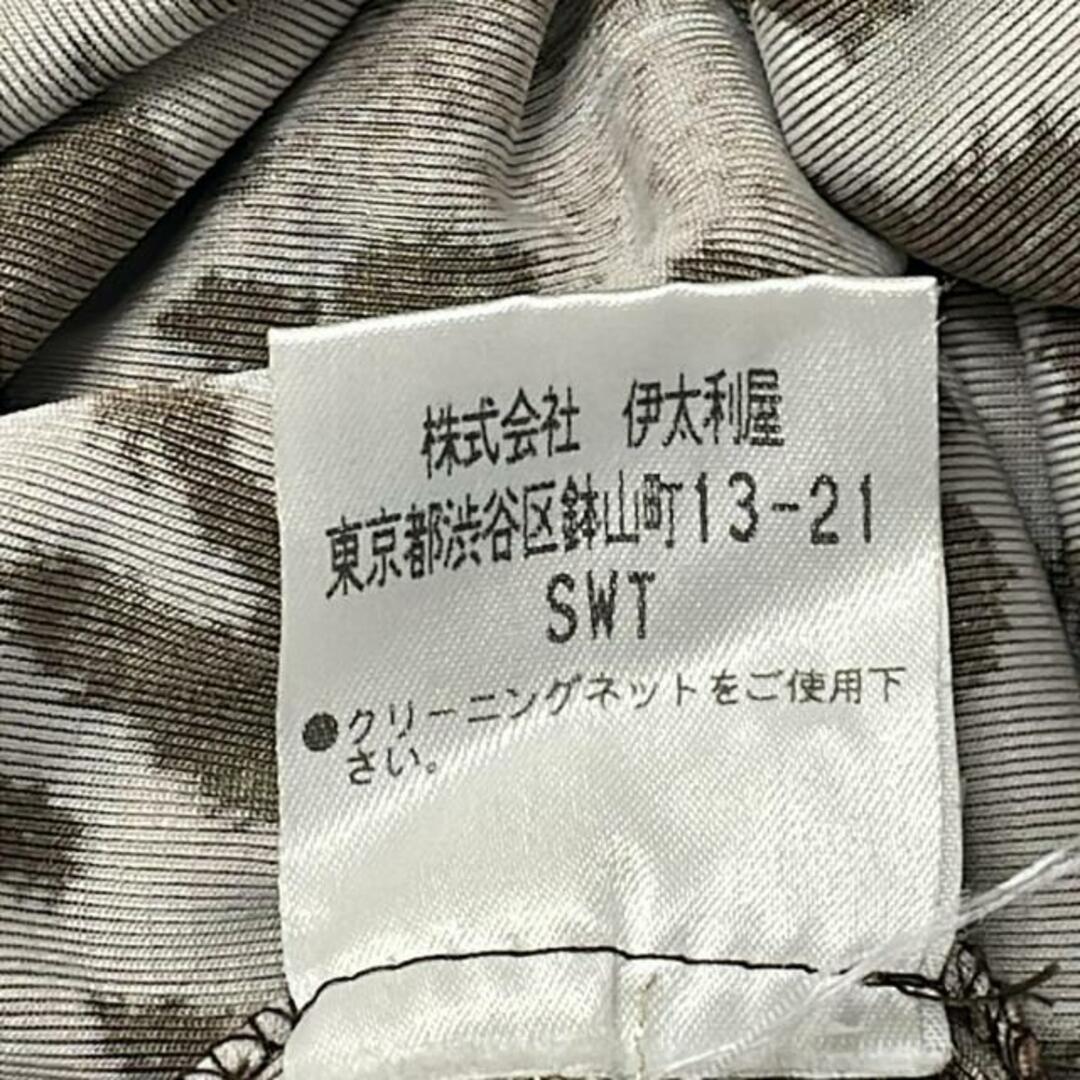 株式会社 伊太利屋
東京都渋谷区鉢山町13-21
SWT
●クリーニングネットをご使用下
さい。